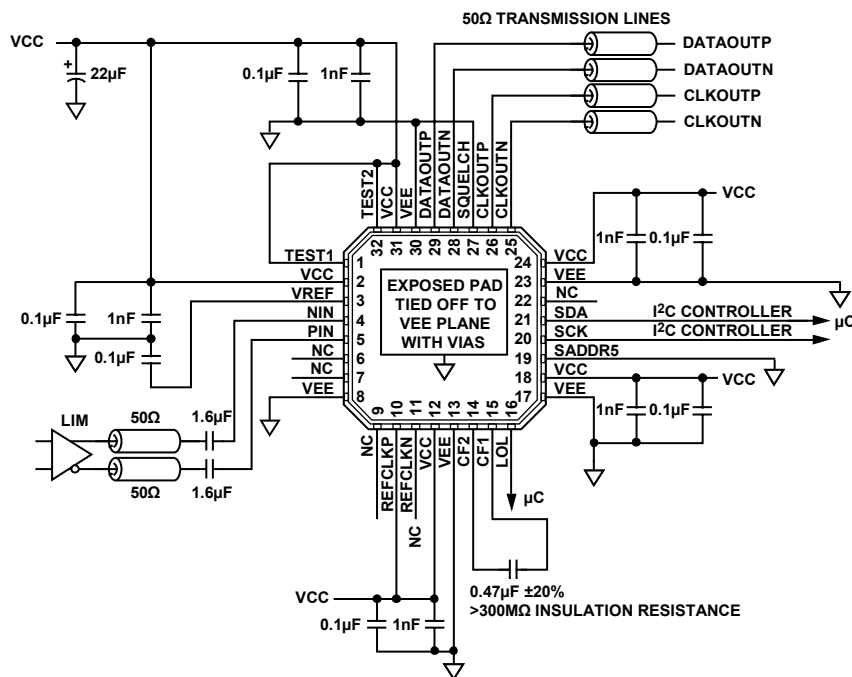 50Ω TRANSMISSION LINES
VCC
DATAOUTP
DATAOUTN
CLKOUTP
CLKOUTN
+
22µF
0.1µF
1nF
TEST2
VCC
VEE
DATAOUTP
DATAOUTN
SQUELCH
CLKOUTP
CLKOUTN
32
31
30
29
28
27
26
25
TEST1
1
VCC
2
VREF
3
NIN
4
PIN
5
NC
6
NC
7
VEE
8
0.1µF
1nF
0.1µF
EXPOSED PAD
TIED OFF TO
VEE PLANE
WITH VIAS
24
VCC
23
VEE
22
NC
21
SDA
20
SCK
19
SADDR5
18
VCC
17
VEE
VCC
1nF
0.1µF
I2C CONTROLLER
I2C CONTROLLER
µC
VCC
1nF
0.1µF
LIM
50Ω
1.6µF
50Ω
1.6µF
9
10
11
12
13
14
15
16
NC
REFCLKP
REFCLKN
VCC
VEE
CF2
CF1
LOL
NC
µC
VCC
0.1µF
1nF
0.47µF ±20%
>300MΩ INSULATION RESISTANCE